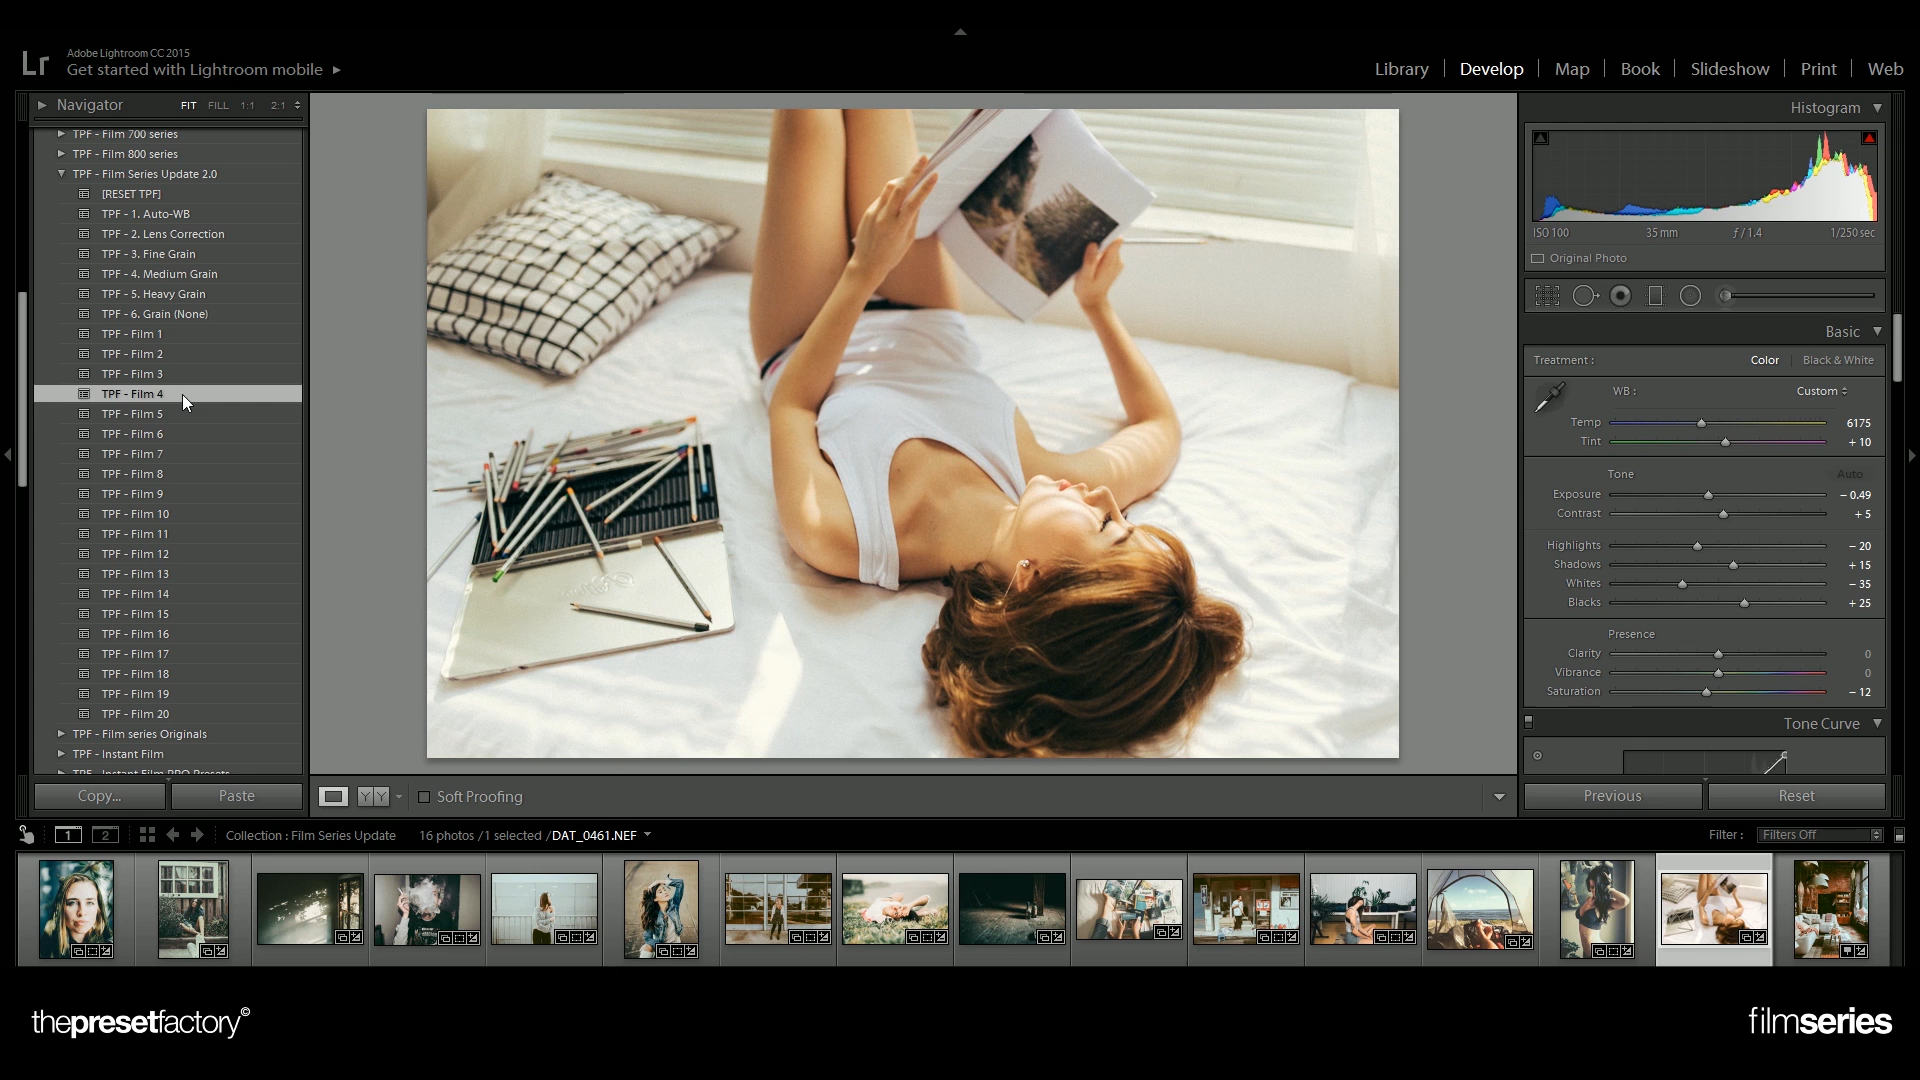 Lr
Adobe Lightroom CC 2015
Get started with Lightroom mobile
Library
Develop
Map
Book
Slideshow
Print
Web
Navigator
FIT
FILL
1:1
2:1
TPF - Film 700 series
TPF - Film 800 series
TPF - Film Series Update 2.0
[RESET TPF]
TPF - 1. Auto-WB
TPF - 2. Lens Correction
TPF - 3. Fine Grain
TPF - 4. Medium Grain
TPF - 5. Heavy Grain
TPF - 6. Grain (None)
TPF - Film 1
TPF - Film 2
TPF - Film 3
TPF - Film 4
TPF - Film 5
TPF - Film 6
TPF - Film 7
TPF - Film 8
TPF - Film 9
TPF - Film 10
TPF - Film 11
TPF - Film 12
TPF - Film 13
TPF - Film 14
TPF - Film 15
TPF - Film 16
TPF - Film 17
TPF - Film 18
TPF - Film 19
TPF - Film 20
TPF - Film series Originals
TPF - Instant Film
TPF - Instant Film PRO Presets
Copy...
Paste
YY
Soft Proofing
Histogram
ISO 100
35 mm
ƒ / 1.4
1/250 sec
Original Photo
Basic
Treatment :
Color
Black & White
WB :
Custom
Temp
6175
Tint
+ 10
Tone
Auto
Exposure
– 0.49
Contrast
+ 5
Highlights
– 20
Shadows
+ 15
Whites
– 35
Blacks
+ 25
Presence
Clarity
0
Vibrance
0
Saturation
– 12
Tone Curve
Previous
Reset
1
2
Collection : Film Series Update
16 photos /1 selected /DAT_0461.NEF
Filter :
Filters Off
thepresetfactory©
filmseries